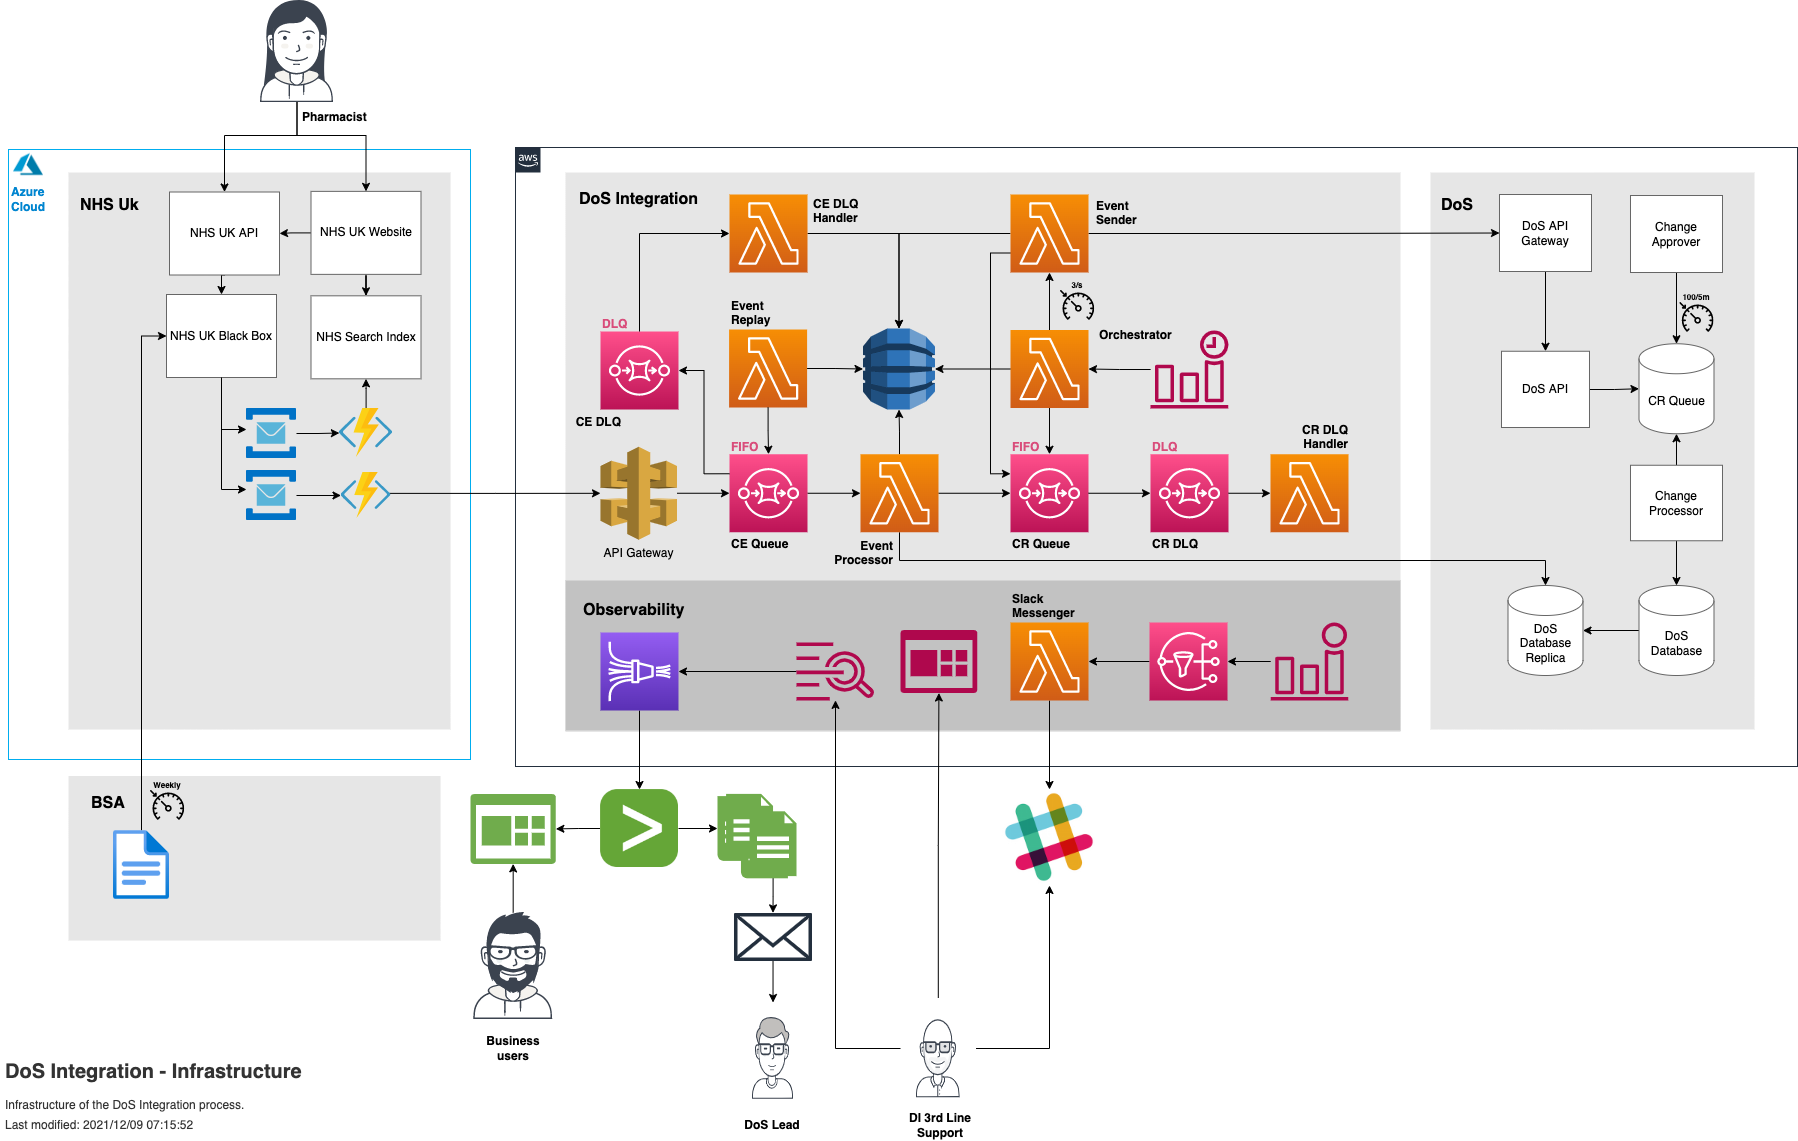 Pharmacist
Azure
Cloud
NHS Uk
NHS UK API
NHS UK Website
NHS UK Black Box
NHS Search Index
aws
DoS Integration
CE DLQ
Handler
Event
Sender
3/s
Event
Replay
DLQ
Orchestrator
CE DLQ
FIFO
FIFO
DLQ
CR DLQ
Handler
API Gateway
CE Queue
Event
Processor
CR Queue
CR DLQ
DoS
DoS API
Gateway
Change
Approver
100/5m
DoS API
CR Queue
Change
Processor
DoS
Database
Replica
DoS
Database
Observability
Slack
Messenger
BSA
Weekly
>
Business
users
DoS Lead
DI 3rd Line
Support
DoS Integration - Infrastructure
Infrastructure of the DoS Integration process.
Last modified: 2021/12/09 07:15:52